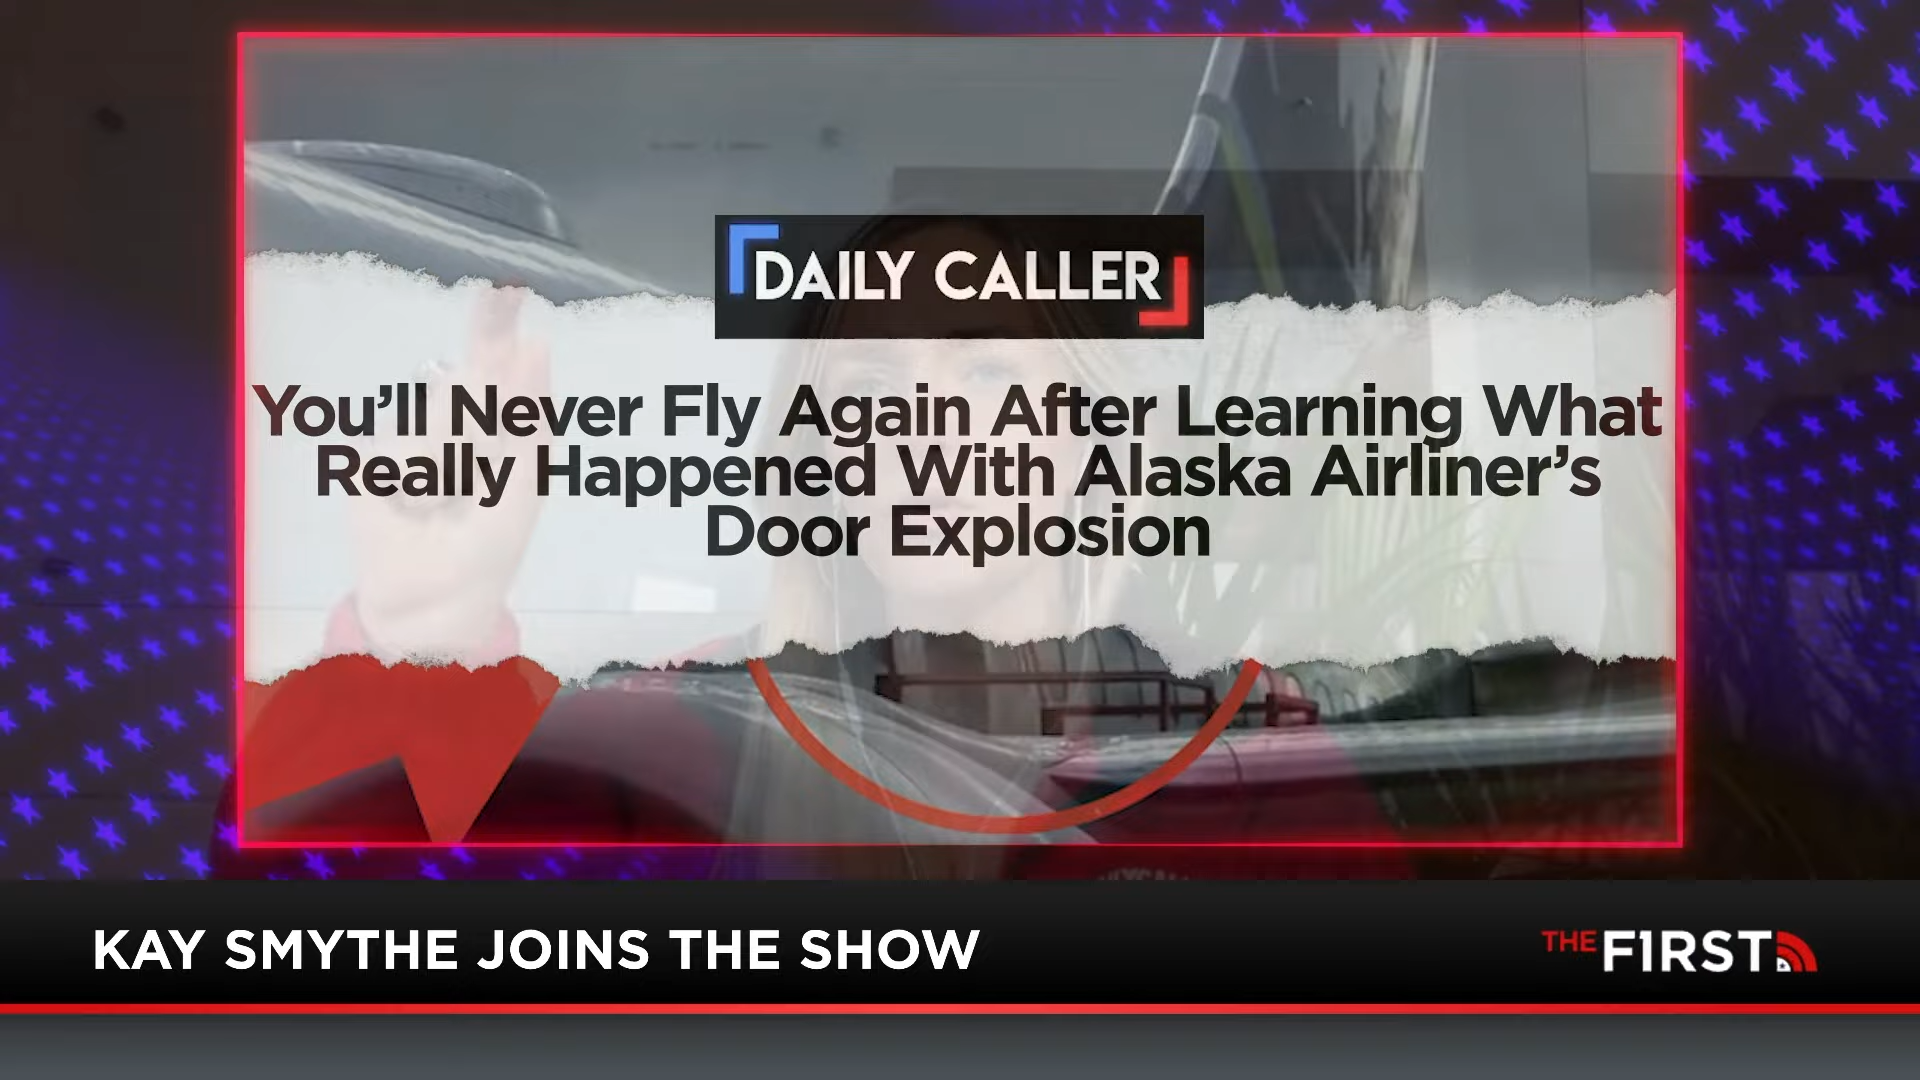 DAILY CALLER
You’ll Never Fly Again After Learning What
Really Happened With Alaska Airliner’s
Door Explosion
KAY SMYTHE JOINS THE SHOW
THE FIRST